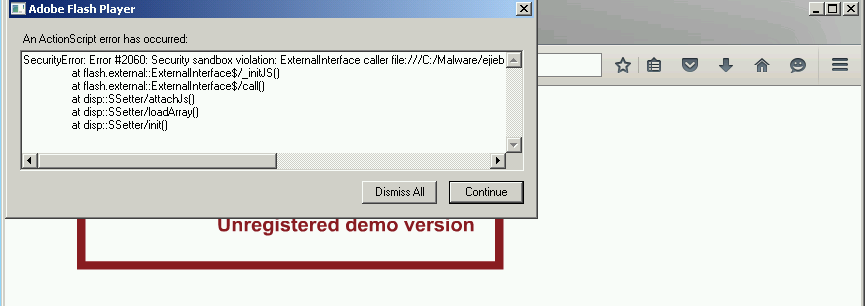 Adobe Flash Player
An ActionScript error has occurred:
SecurityError: Error #2060: Security sandbox violation: ExternalInterface caller file:///C:/Malware/ejieb
at flash.external::ExternalInterface$/_initJS()
at flash.external::ExternalInterface$/call()
at disp::SSetter/attachJs()
at disp::SSetter/loadArray()
at disp::SSetter/init()
Dismiss All
Continue
Unregistered demo version